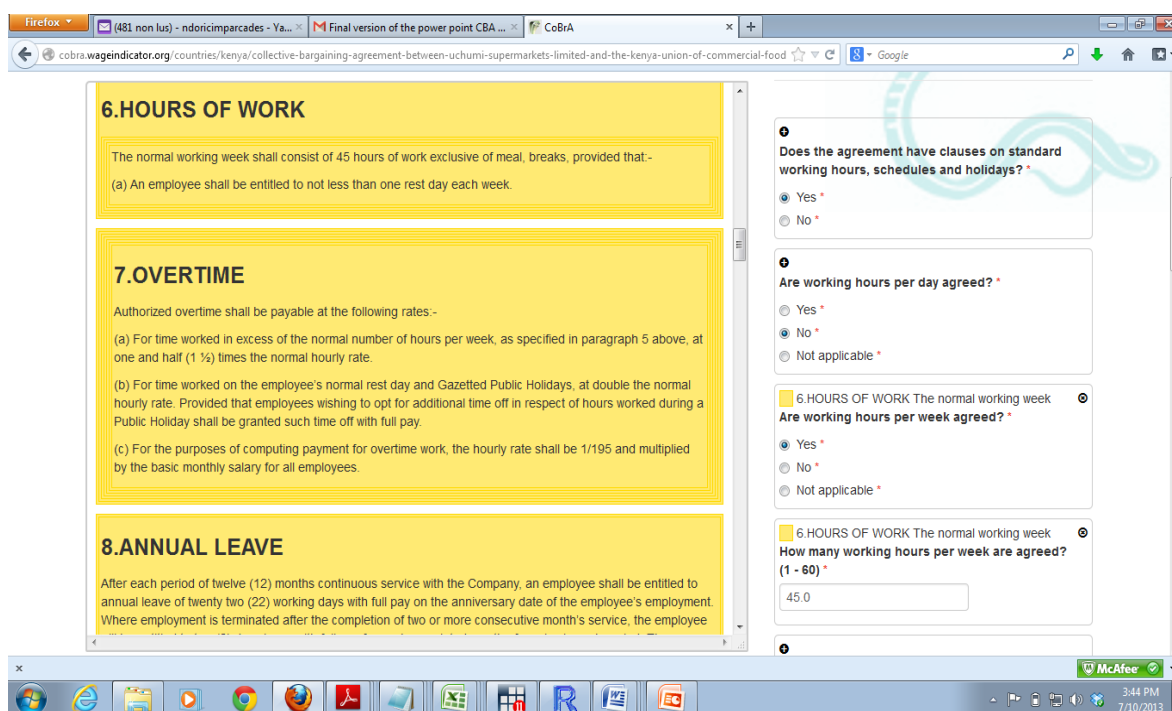 Firefox
(481 non lus) - ndoricimparcades - Ya...
Final version of the power point CBA ...
CoBrA
cobra.wageindicator.org/countries/kenya/collective-bargaining-agreement-between-uchumi-supermarkets-limited-and-the-kenya-union-of-commercial-food
Google
6.HOURS OF WORK
The normal working week shall consist of 45 hours of work exclusive of meal, breaks, provided that:-
(a) An employee shall be entitled to not less than one rest day each week.
7.OVERTIME
Authorized overtime shall be payable at the following rates:-
(a) For time worked in excess of the normal number of hours per week, as specified in paragraph 5 above, at
one and half (1 ½) times the normal hourly rate.
(b) For time worked on the employee's normal rest day and Gazetted Public Holidays, at double the normal
hourly rate. Provided that employees wishing to opt for additional time off in respect of hours worked during a
Public Holiday shall be granted such time off with full pay.
(c) For the purposes of computing payment for overtime work, the hourly rate shall be 1/195 and multiplied
by the basic monthly salary for all employees.
8.ANNUAL LEAVE
After each period of twelve (12) months continuous service with the Company, an employee shall be entitled to
annual leave of twenty two (22) working days with full pay on the anniversary date of the employee's employment.
Where employment is terminated after the completion of two or more consecutive month's service, the employee
Does the agreement have clauses on standard
working hours, schedules and holidays? *
Yes *
No *
Are working hours per day agreed? *
Yes *
No *
Not applicable *
6.HOURS OF WORK The normal working week
Are working hours per week agreed? *
Yes *
No *
Not applicable *
6.HOURS OF WORK The normal working week
How many working hours per week are agreed?
(1 - 60) *
45.0
McAfee
3:44 PM
7/10/2013